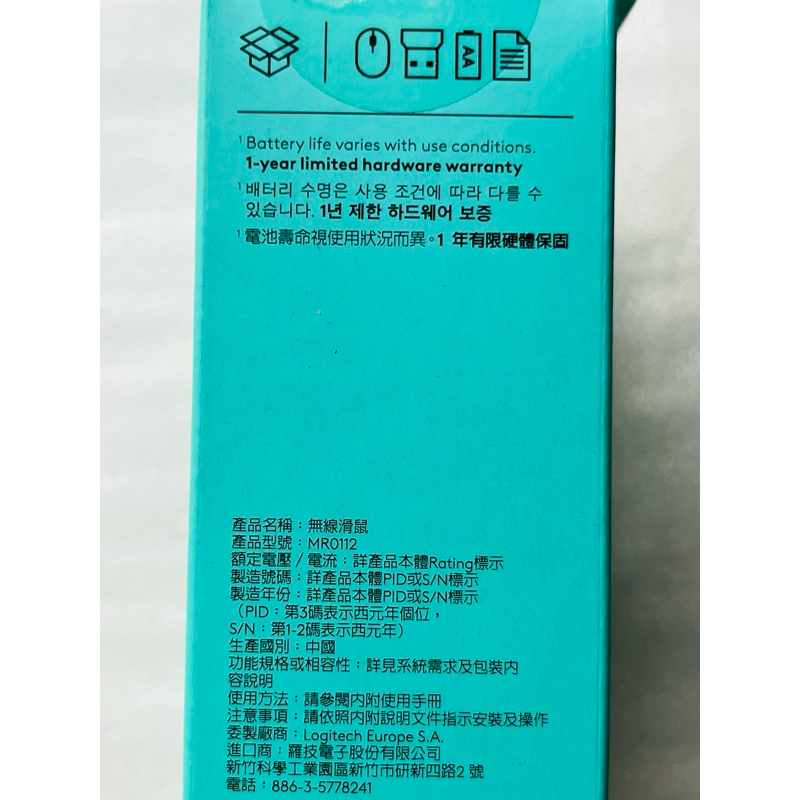 AA
¹ Battery life varies with use conditions.
1-year limited hardware warranty
¹ 배터리 수명은 사용 조건에 따라 다를 수
있습니다. 1년 제한 하드웨어 보증
¹ 電池壽命視使用狀況而異。1 年有限硬體保固
產品名稱：無線滑鼠
產品型號：MR0112
額定電壓 / 電流：詳產品本體Rating標示
製造號碼：詳產品本體PID或S/N標示
製造年份：詳產品本體PID或S/N標示
（PID：第3碼表示西元年個位，
S/N：第1-2碼表示西元年）
生產國別：中國
功能規格或相容性：詳見系統需求及包裝內
容說明
使用方法：請參閱內附使用手冊
注意事項：請依照內附說明文件指示安裝及操作
委製廠商：Logitech Europe S.A.
進口商：羅技電子股份有限公司
新竹科學工業園區新竹市研新四路2 號
電話：886-3-5778241